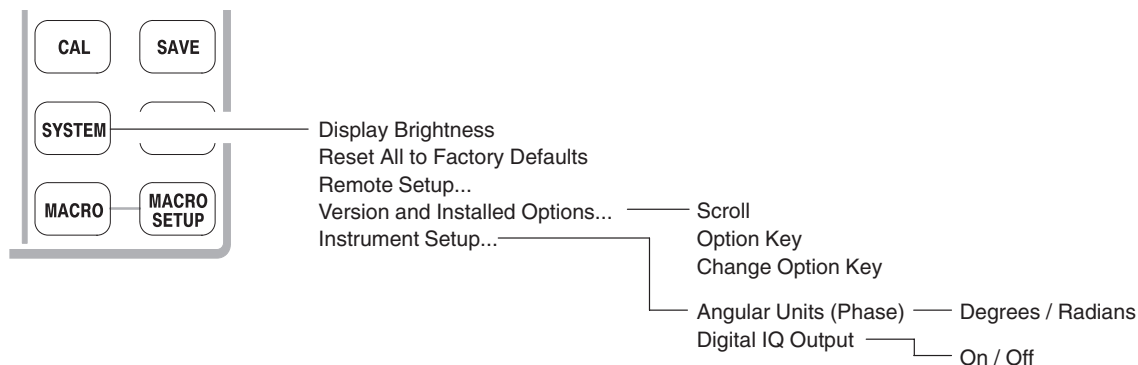 CAL
SAVE
SYSTEM
MACRO
MACRO
SETUP
Display Brightness
Reset All to Factory Defaults
Remote Setup...
Version and Installed Options...
Instrument Setup...
Scroll
Option Key
Change Option Key
Angular Units (Phase)
Degrees / Radians
Digital IQ Output
On / Off